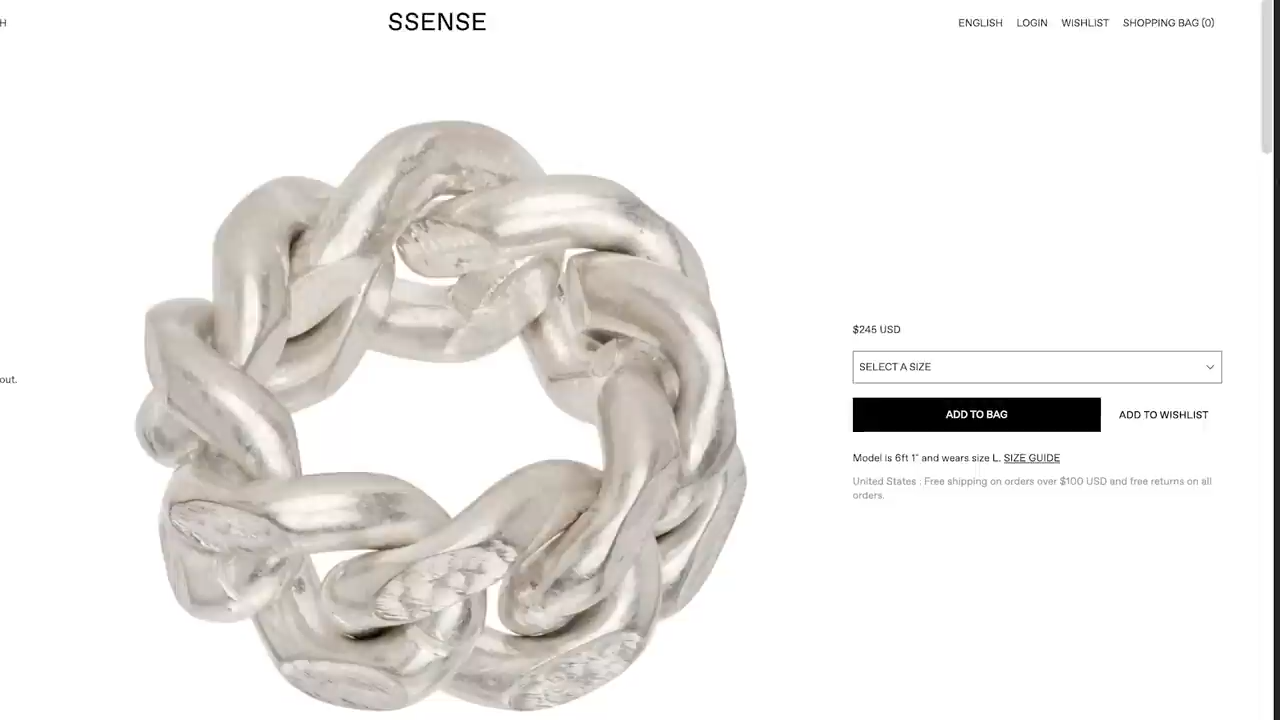 H
SSENSE
ENGLISH LOGIN WISHLIST SHOPPING BAG (0)
out.
$245 USD
SELECT A SIZE
ADD TO BAG
ADD TO WISHLIST
Model is 6ft 1" and wears size L. SIZE GUIDE
United States : Free shipping on orders over $100 USD and free returns on all
orders.